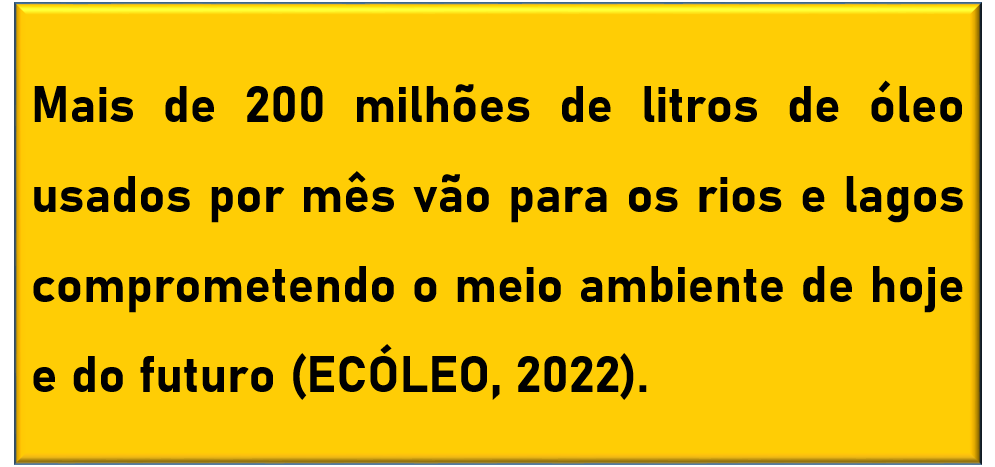 Mais de 200 milhões de litros de óleo
usados por mês vão para os rios e lagos
comprometendo o meio ambiente de hoje
e do futuro (ECÓLEO, 2022).